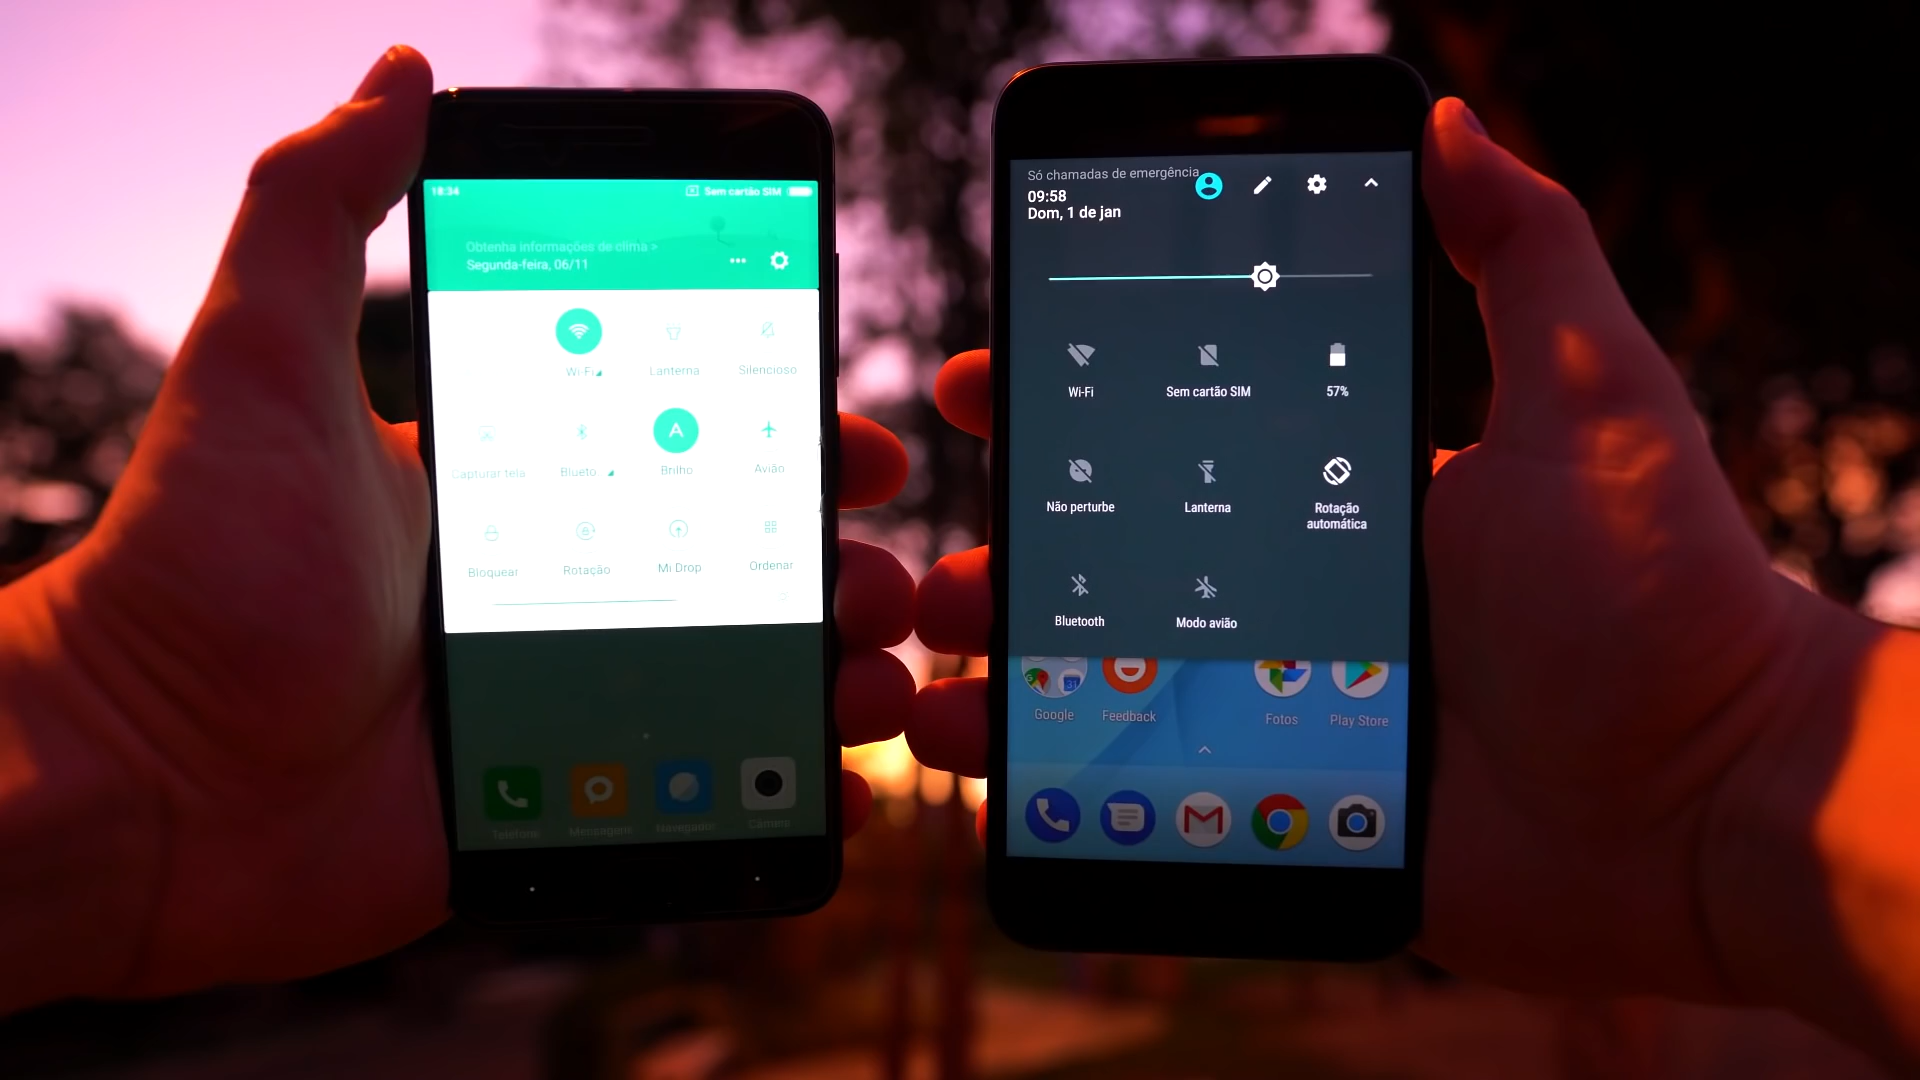 18:34
Sem cartão SIM
Obtenha informações de clima >
Segunda-feira, 06/11
Wi-Fi
Lanterna
Silencioso
Capturar tela
Blueto
A
Brilho
Avião
Bloquear
Rotação
Mi Drop
Ordenar
Telefone
Mensagens
Navegador
Câmera
Só chamadas de emergência
09:58
Dom, 1 de jan
Wi-Fi
Sem cartão SIM
57%
Não perturbe
Lanterna
Rotação
automática
Bluetooth
Modo avião
31
Google
Feedback
Fotos
Play Store